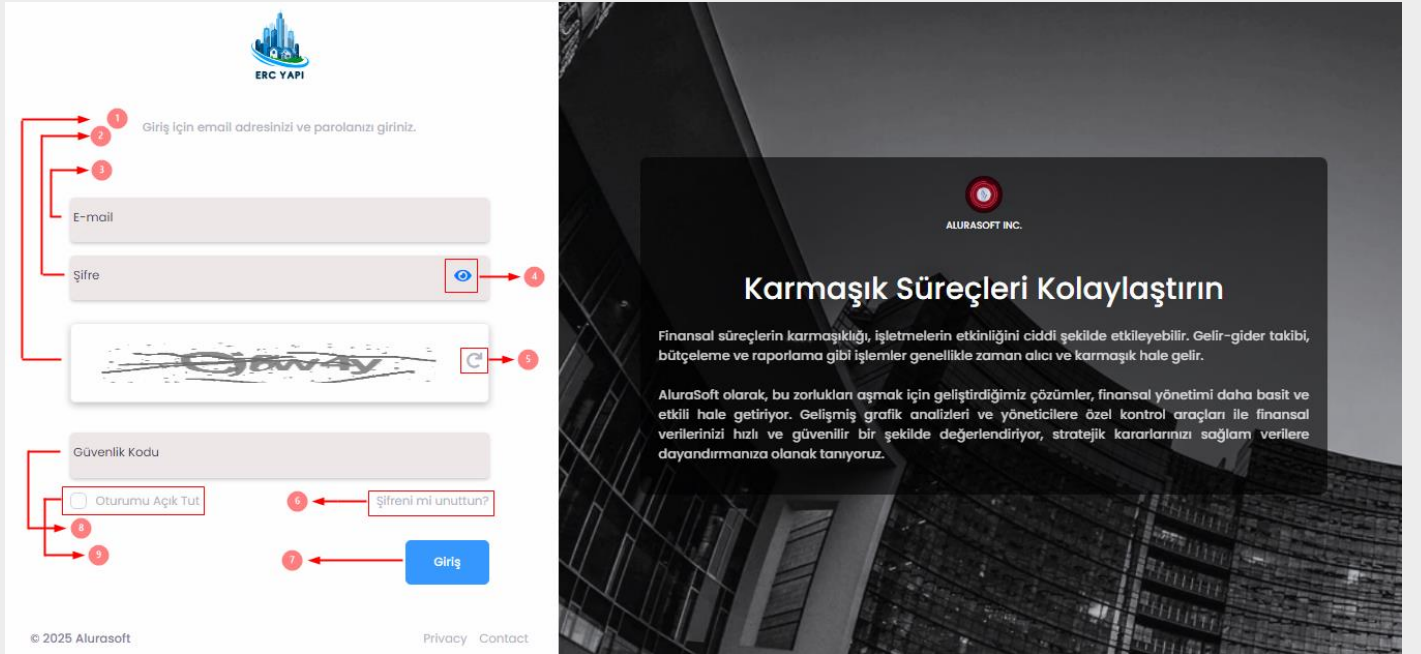 ERC YAPI
1
Giriş için email adresinizi ve parolanızı giriniz.
2
3
E-mail
Şifre
4
5
Güvenlik Kodu
Oturumu Açık Tut
6
Şifreni mi unuttun?
8
9
7
Giriş
© 2025 Alurasoft
Privacy Contact
ALURASOFT INC.
Karmaşık Süreçleri Kolaylaştırın
Finansal süreçlerin karmaşıklığı, işletmelerin etkinliğini ciddi şekilde etkileyebilir. Gelir-gider takibi,
bütçeleme ve raporlama gibi işlemler genellikle zaman alıcı ve karmaşık hale gelir.
AluraSoft olarak, bu zorlukları aşmak için geliştirdiğimiz çözümler, finansal yönetimi daha basit ve
etkili hale getiriyor. Gelişmiş grafik analizleri ve yöneticilere özel kontrol araçları ile finansal
verilerinizi hızlı ve güvenilir bir şekilde değerlendiriyor, stratejik kararlarınızı sağlam verilere
dayandırmanıza olanak tanıyoruz.